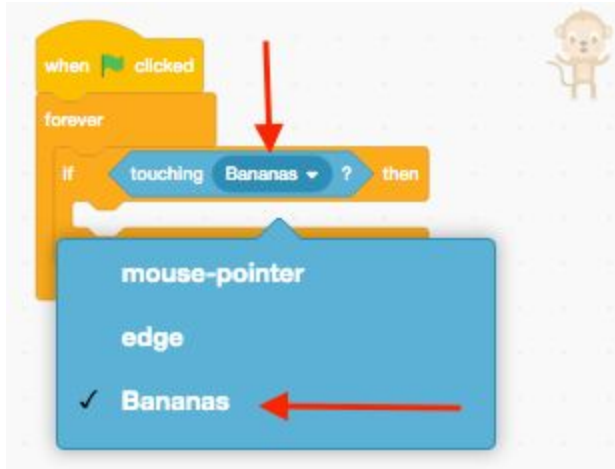 when clicked
forever
if touching Bananas ? then
mouse-pointer
edge
✓ Bananas